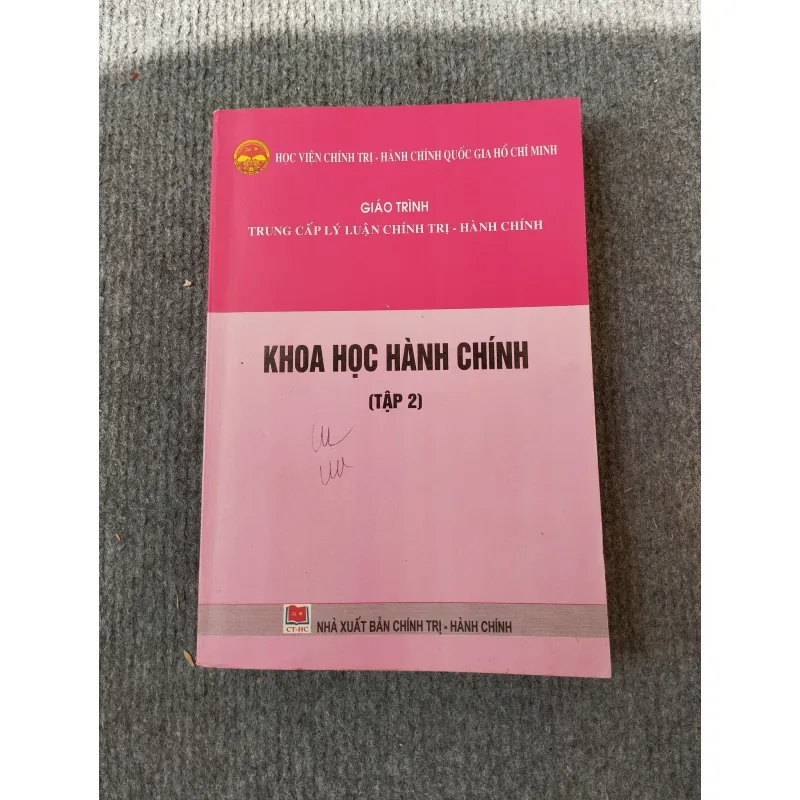 HỌC VIỆN CHÍNH TRỊ - HÀNH CHÍNH QUỐC GIA HỒ CHÍ MINH
GIÁO TRÌNH
TRUNG CẤP LÝ LUẬN CHÍNH TRỊ - HÀNH CHÍNH
KHOA HỌC HÀNH CHÍNH
(TẬP 2)
CT-HC
NHÀ XUẤT BẢN CHÍNH TRỊ - HÀNH CHÍNH